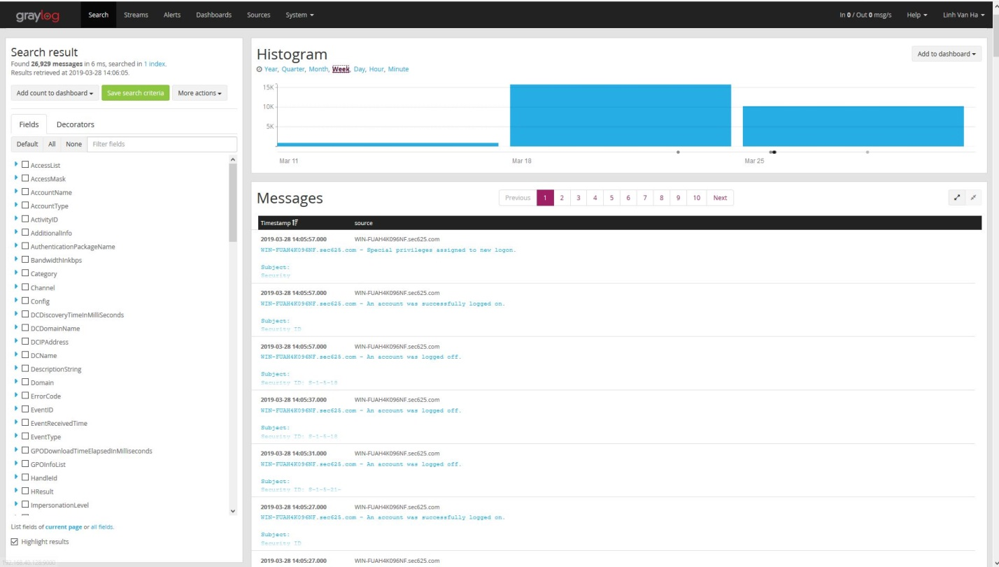 graylog Search Streams Alerts Dashboards Sources System In 0 / Out 0 msg/s Help Linh Van Ha
Search result
Found 26,929 messages in 6 ms, searched in 1 index.
Results retrieved at 2019-03-28 14:06:05.
Add count to dashboard Save search criteria More actions
Fields Decorators
Default All None Filter fields
AccessList
AccessMask
AccountName
AccountType
ActivityID
AdditionalInfo
AuthenticationPackageName
BandwidthInkbps
Category
Channel
Config
DCDiscoveryTimeInMilliSeconds
DCDomainName
DCIPAddress
DCName
DescriptionString
Domain
ErrorCode
EventID
EventReceivedTime
EventType
GPODownloadTimeElapsedInMilliseconds
GPOInfoList
HandleId
HResult
ImpersonationLevel
List fields of current page or all fields.
Highlight results
192.168.40.128:9000
Histogram
Add to dashboard
Year, Quarter, Month, Week, Day, Hour, Minute
15K
10K
5K
Mar 11 Mar 18 Mar 25
Messages
Previous 1 2 3 4 5 6 7 8 9 10 Next
Timestamp source
2019-03-28 14:05:57.000 WIN-FUAH4K096NF.sec625.com
WIN-FUAH4K096NF.sec625.com - Special privileges assigned to new logon.
Subject:
Security
2019-03-28 14:05:57.000 WIN-FUAH4K096NF.sec625.com
WIN-FUAH4K096NF.sec625.com - An account was successfully logged on.
Subject:
Security ID
2019-03-28 14:05:57.000 WIN-FUAH4K096NF.sec625.com
WIN-FUAH4K096NF.sec625.com - An account was logged off.
Subject:
Security ID: S-1-5-18
2019-03-28 14:05:37.000 WIN-FUAH4K096NF.sec625.com
WIN-FUAH4K096NF.sec625.com - An account was logged off.
Subject:
Security ID: S-1-5-18
2019-03-28 14:05:31.000 WIN-FUAH4K096NF.sec625.com
WIN-FUAH4K096NF.sec625.com - An account was logged off.
Subject:
Security ID: S-1-5-21-
2019-03-28 14:05:27.000 WIN-FUAH4K096NF.sec625.com
WIN-FUAH4K096NF.sec625.com - An account was successfully logged on.
Subject:
Security ID
2019-03-28 14:05:27.000 WIN-FUAH4K096NF.sec625.com